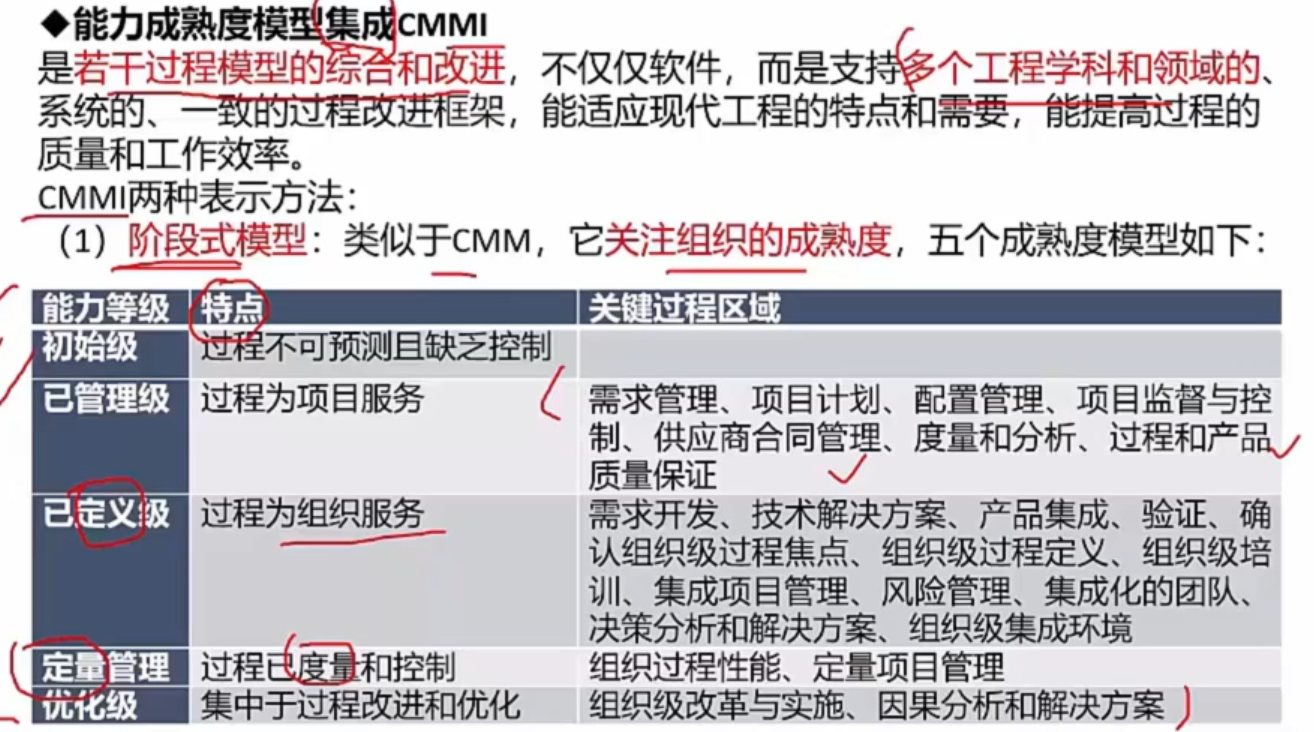 ◆能力成熟度模型集成CMMI
是若干过程模型的综合和改进，不仅仅软件，而是支持多个工程学科和领域的、
系统的、一致的过程改进框架，能适应现代工程的特点和需要，能提高过程的
质量和工作效率。
CMMI两种表示方法：
（1）阶段式模型：类似于CMM，它关注组织的成熟度，五个成熟度模型如下：
能力等级 特点 关键过程区域
初始级 过程不可预测且缺乏控制
已管理级 过程为项目服务 需求管理、项目计划、配置管理、项目监督与控
制、供应商合同管理、度量和分析、过程和产品
质量保证
已定义级 过程为组织服务 需求开发、技术解决方案、产品集成、验证、确
认组织级过程焦点、组织级过程定义、组织级培
训、集成项目管理、风险管理、集成化的团队、
决策分析和解决方案、组织级集成环境
定量管理 过程已度量和控制 组织过程性能、定量项目管理
优化级 集中于过程改进和优化 组织级改革与实施、因果分析和解决方案